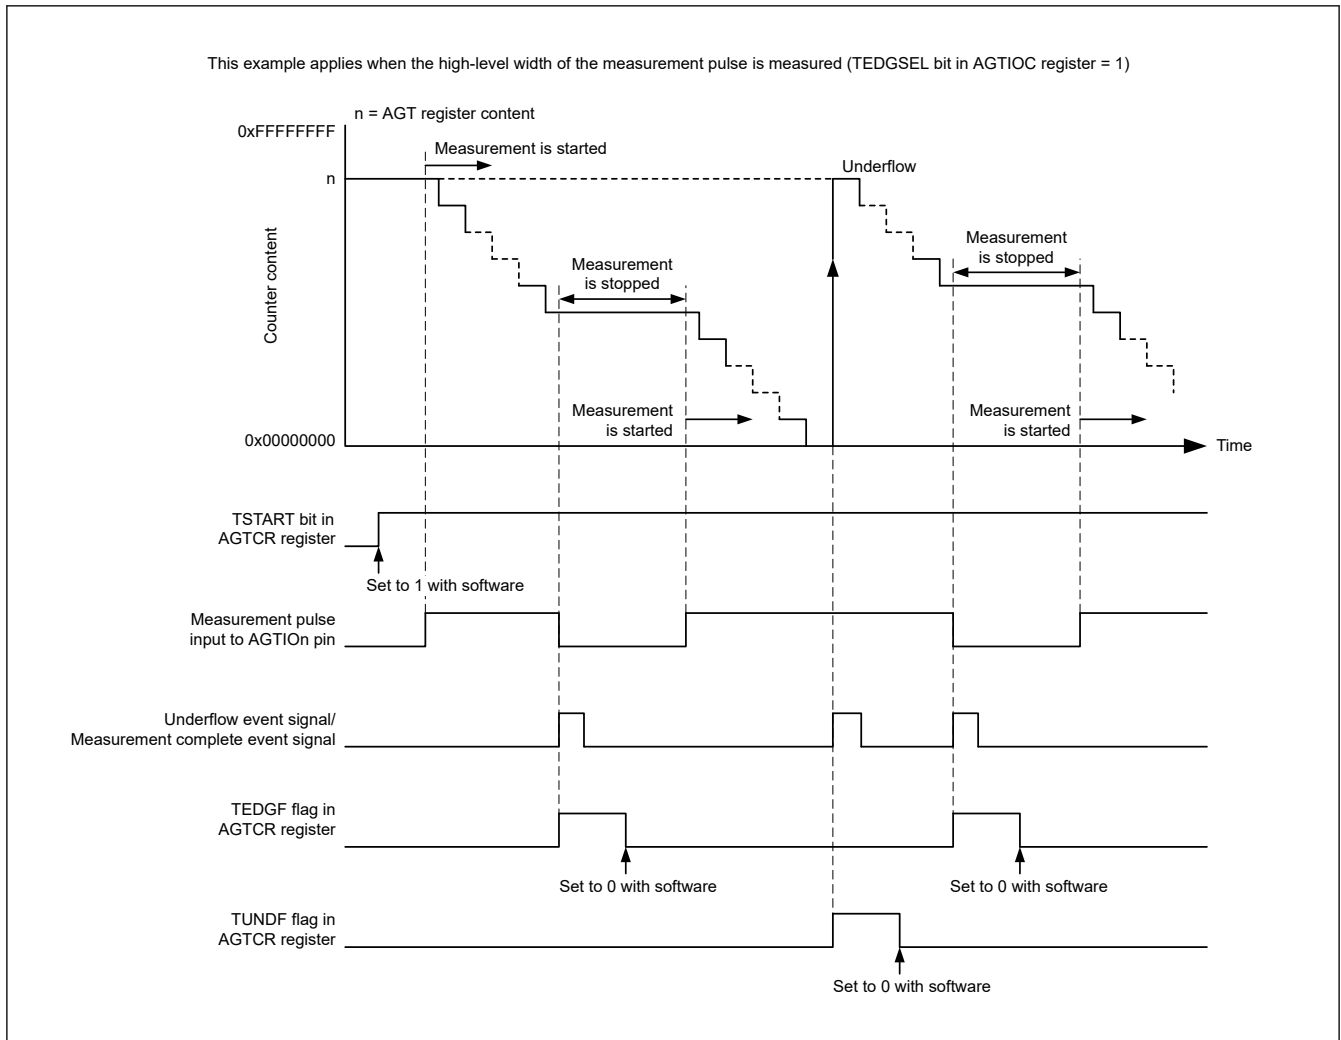 This example applies when the high-level width of the measurement pulse is measured (TEDGSEL bit in AGTIOC register = 1)
n = AGT register content
0xFFFFFFFF
Measurement is started
Underflow
n
Counter content
Measurement
is stopped
Measurement
is stopped
Measurement
is started
Measurement
is started
0x00000000
Time
TSTART bit in
AGTCR register
Set to 1 with software
Measurement pulse
input to AGTIOn pin
Underflow event signal/
Measurement complete event signal
TEDGF flag in
AGTCR register
Set to 0 with software
Set to 0 with software
TUNDF flag in
AGTCR register
Set to 0 with software